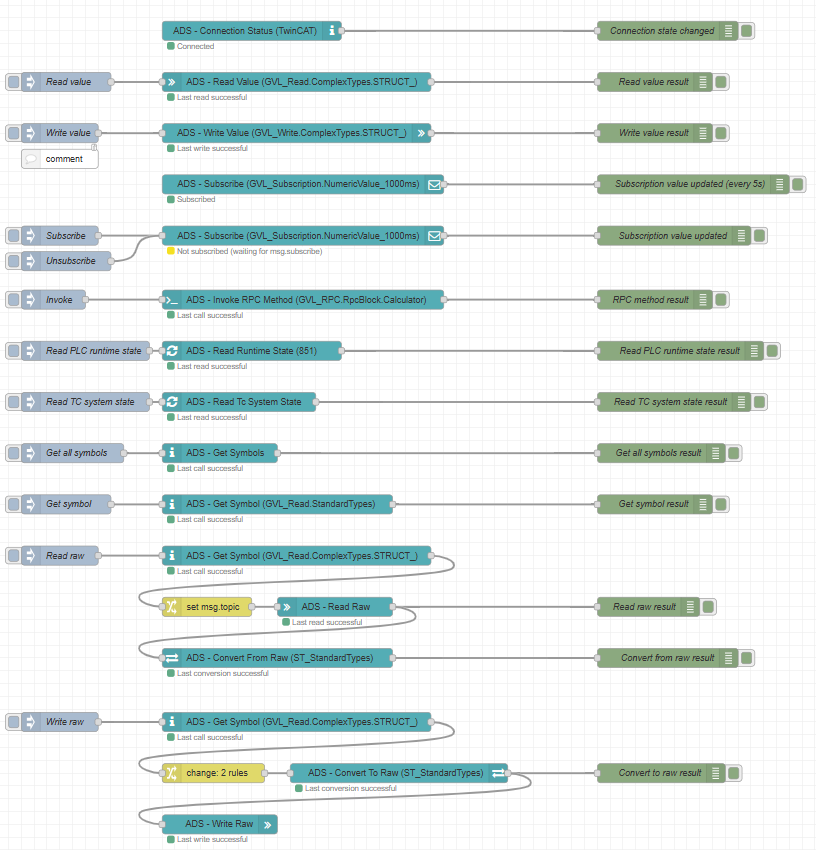 ADS - Connection Status (TwinCAT)
Connection state changed
Connected
Read value
ADS - Read Value (GVL_Read.ComplexTypes.STRUCT_)
Read value result
Last read successful
Write value
ADS - Write Value (GVL_Write.ComplexTypes.STRUCT_)
Write value result
Last write successful
comment
ADS - Subscribe (GVL_Subscription.NumericValue_1000ms)
Subscription value updated (every 5s)
Subscribed
Subscribe
ADS - Subscribe (GVL_Subscription.NumericValue_1000ms)
Subscription value updated
Not subscribed (waiting for msg.subscribe)
Unsubscribe
Invoke
ADS - Invoke RPC Method (GVL_RPC.RpcBlock.Calculator)
RPC method result
Last call successful
Read PLC runtime state
ADS - Read Runtime State (851)
Read PLC runtime state result
Last read successful
Read TC system state
ADS - Read Tc System State
Read TC system state result
Last read successful
Get all symbols
ADS - Get Symbols
Get all symbols result
Last call successful
Get symbol
ADS - Get Symbol (GVL_Read.StandardTypes)
Get symbol result
Last call successful
Read raw
ADS - Get Symbol (GVL_Read.ComplexTypes.STRUCT_)
Last call successful
set msg.topic
ADS - Read Raw
Read raw result
Last read successful
ADS - Convert From Raw (ST_StandardTypes)
Convert from raw result
Last conversion successful
Write raw
ADS - Get Symbol (GVL_Read.ComplexTypes.STRUCT_)
Last call successful
change: 2 rules
ADS - Convert To Raw (ST_StandardTypes)
Convert to raw result
Last conversion successful
ADS - Write Raw
Last write successful